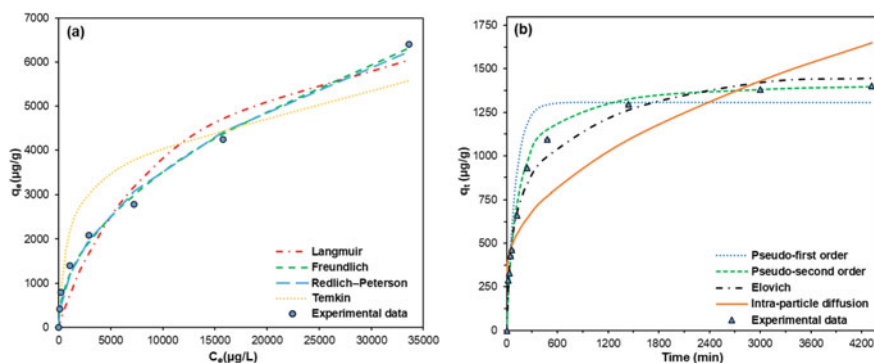 (a)
7000
6000
5000
4000
3000
2000
1000
0
qₑ(µg/g)
Langmuir
Freundlich
Redlich–Peterson
Temkin
Experimental data
0 5000 10000 15000 20000 25000 30000 35000
Cₑ(µg/L)
(b)
1750
1500
1250
1000
750
500
250
0
qₜ (µg/g)
Pseudo-first order
Pseudo-second order
Elovich
Intra-particle diffusion
Experimental data
0 600 1200 1800 2400 3000 3600 4200
Time (min)